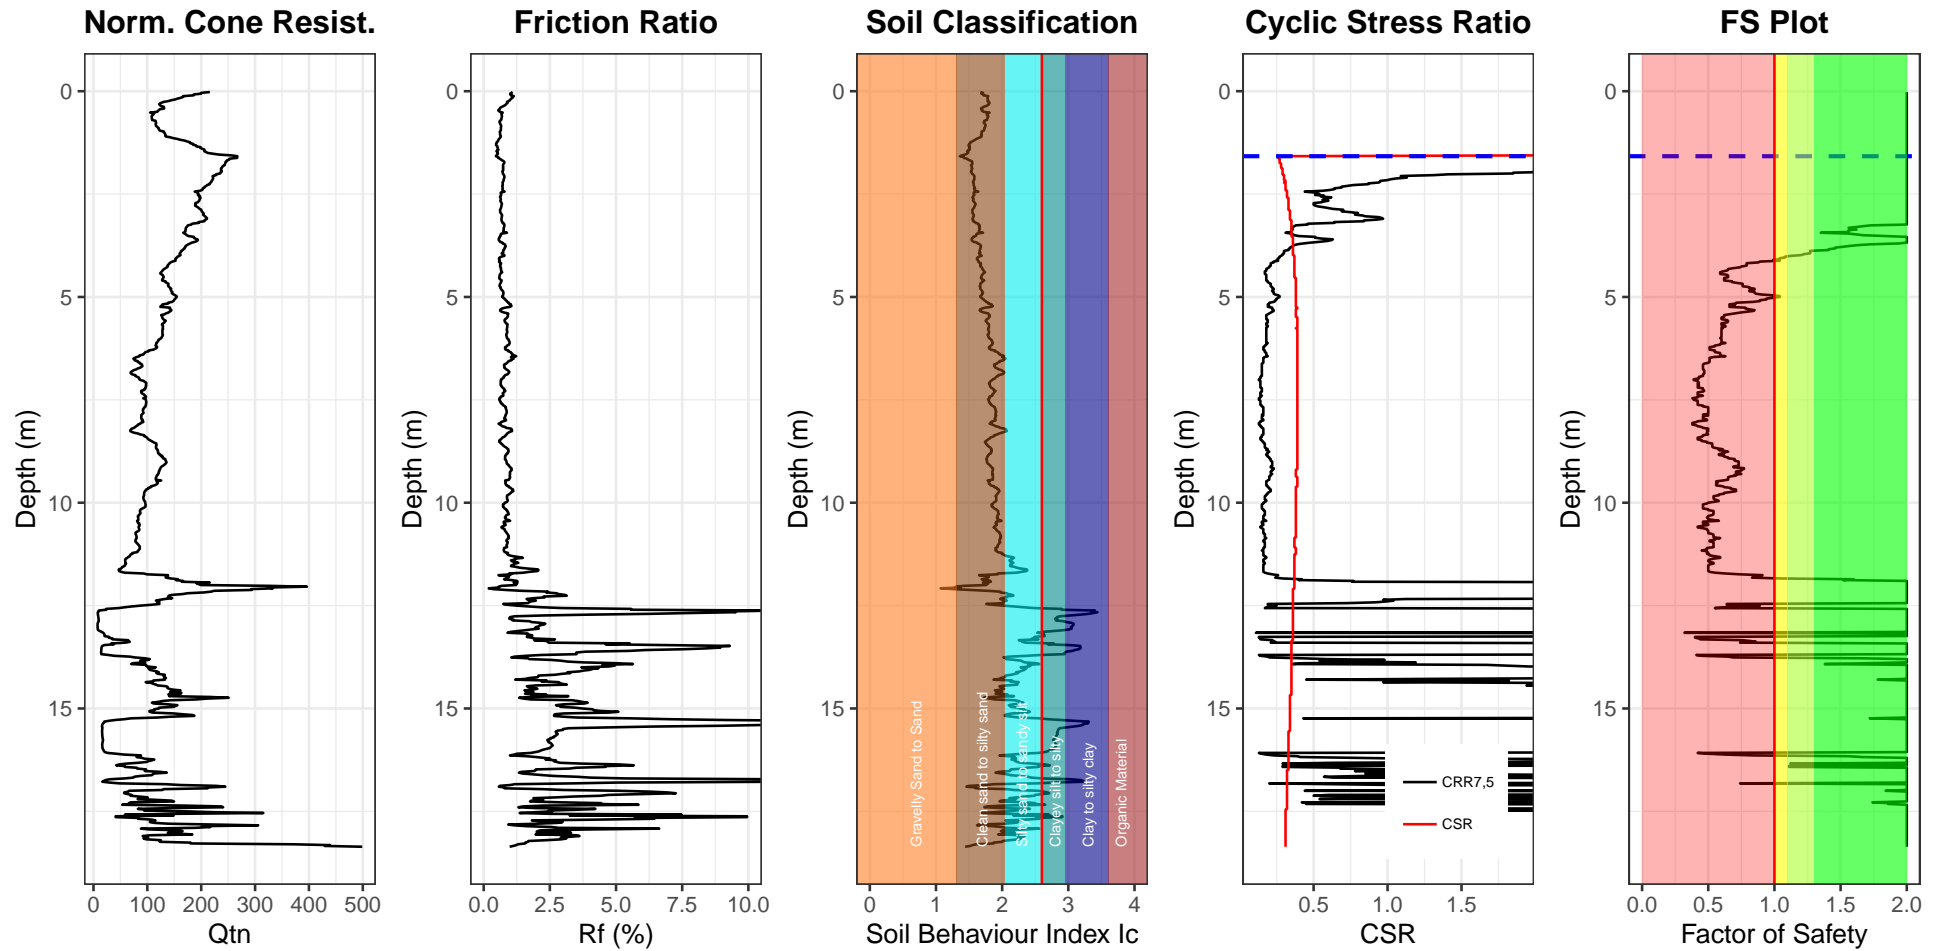 Norm. Cone Resist.
Friction Ratio
Soil Classification
Cyclic Stress Ratio
FS Plot
Depth (m)
0
5
10
15
0 100 200 300 400 500
Qtn
Depth (m)
0
5
10
15
0.0 2.5 5.0 7.5 10.0
Rf (%)
Depth (m)
0
5
10
15
Gravelly Sand to Sand
Clean sand to silty sand
Silty sand to sandy silt
Clayey silt to silty
Clay to silty clay
Organic Material
0 1 2 3 4
Soil Behaviour Index Ic
Depth (m)
0
5
10
15
CRR7,5
CSR
0.5 1.0 1.5
CSR
Depth (m)
0
5
10
15
0.0 0.5 1.0 1.5 2.0
Factor of Safety